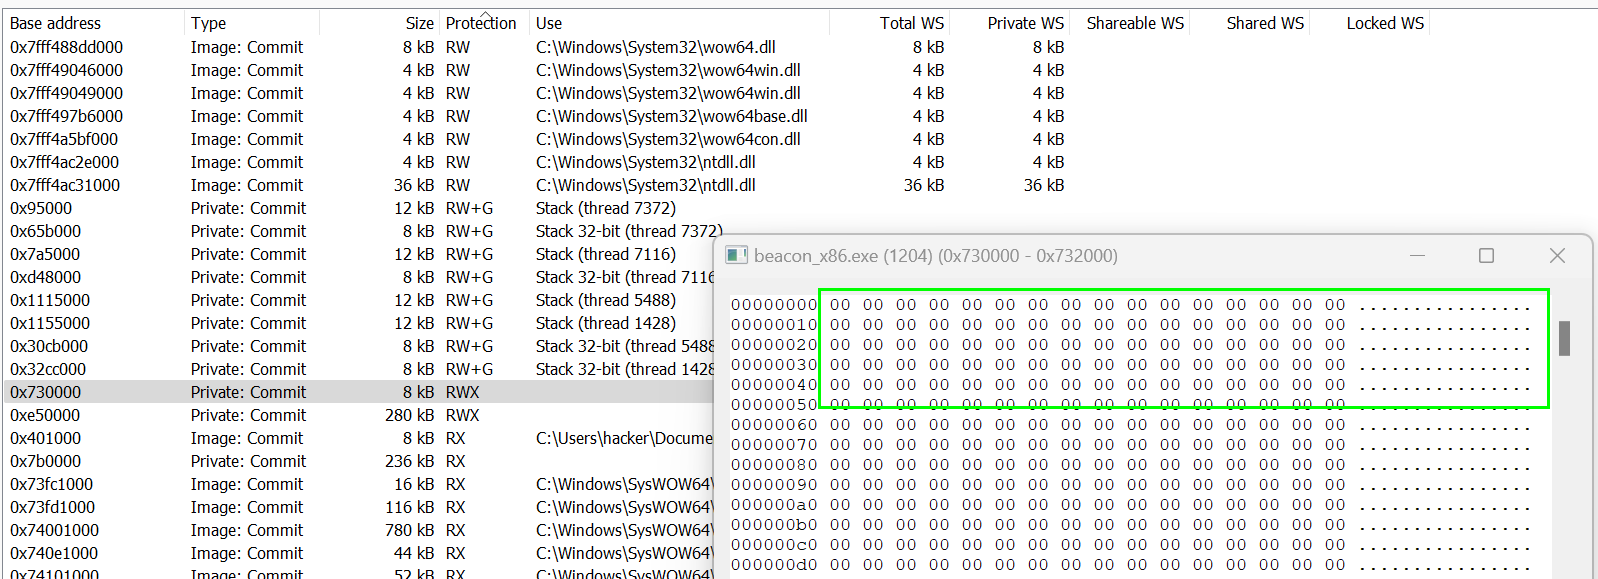 Base address Type Size Protection Use Total WS Private WS Shareable WS Shared WS Locked WS
0x7fff488dd000 Image: Commit 8 kB RW C:\Windows\System32\wow64.dll 8 kB 8 kB
0x7fff49046000 Image: Commit 4 kB RW C:\Windows\System32\wow64win.dll 4 kB 4 kB
0x7fff49049000 Image: Commit 4 kB RW C:\Windows\System32\wow64win.dll 4 kB 4 kB
0x7fff497b6000 Image: Commit 4 kB RW C:\Windows\System32\wow64base.dll 4 kB 4 kB
0x7fff4a5bf000 Image: Commit 4 kB RW C:\Windows\System32\wow64con.dll 4 kB 4 kB
0x7fff4ac2e000 Image: Commit 4 kB RW C:\Windows\System32\ntdll.dll 4 kB 4 kB
0x7fff4ac31000 Image: Commit 36 kB RW C:\Windows\System32\ntdll.dll 36 kB 36 kB
0x95000 Private: Commit 12 kB RW+G Stack (thread 7372)
0x65b000 Private: Commit 8 kB RW+G Stack 32-bit (thread 7372)
0x7a5000 Private: Commit 12 kB RW+G Stack (thread 7116)
0xd48000 Private: Commit 8 kB RW+G Stack 32-bit (thread 7116
0x1115000 Private: Commit 12 kB RW+G Stack (thread 5488)
0x1155000 Private: Commit 12 kB RW+G Stack (thread 1428)
0x30cb000 Private: Commit 8 kB RW+G Stack 32-bit (thread 5488
0x32cc000 Private: Commit 8 kB RW+G Stack 32-bit (thread 1428
0x730000 Private: Commit 8 kB RWX
0xe50000 Private: Commit 280 kB RWX
0x401000 Image: Commit 8 kB RX C:\Users\hacker\Docume
0x7b0000 Private: Commit 236 kB RX
0x73fc1000 Image: Commit 16 kB RX C:\Windows\SysWOW64\
0x73fd1000 Image: Commit 116 kB RX C:\Windows\SysWOW64\
0x74001000 Image: Commit 780 kB RX C:\Windows\SysWOW64\
0x740e1000 Image: Commit 44 kB RX C:\Windows\SysWOW64\
0x74101000 Image: Commit 52 kB RX C:\Windows\SysWOW64\
beacon_x86.exe (1204) (0x730000 - 0x732000)
00000000 00 00 00 00 00 00 00 00 00 00 00 00 00 00 00 00 ................
00000010 00 00 00 00 00 00 00 00 00 00 00 00 00 00 00 00 ................
00000020 00 00 00 00 00 00 00 00 00 00 00 00 00 00 00 00 ................
00000030 00 00 00 00 00 00 00 00 00 00 00 00 00 00 00 00 ................
00000040 00 00 00 00 00 00 00 00 00 00 00 00 00 00 00 00 ................
00000050 00 00 00 00 00 00 00 00 00 00 00 00 00 00 00 00 ................
00000060 00 00 00 00 00 00 00 00 00 00 00 00 00 00 00 00 ................
00000070 00 00 00 00 00 00 00 00 00 00 00 00 00 00 00 00 ................
00000080 00 00 00 00 00 00 00 00 00 00 00 00 00 00 00 00 ................
00000090 00 00 00 00 00 00 00 00 00 00 00 00 00 00 00 00 ................
000000a0 00 00 00 00 00 00 00 00 00 00 00 00 00 00 00 00 ................
000000b0 00 00 00 00 00 00 00 00 00 00 00 00 00 00 00 00 ................
000000c0 00 00 00 00 00 00 00 00 00 00 00 00 00 00 00 00 ................
000000d0 00 00 00 00 00 00 00 00 00 00 00 00 00 00 00 00 ................